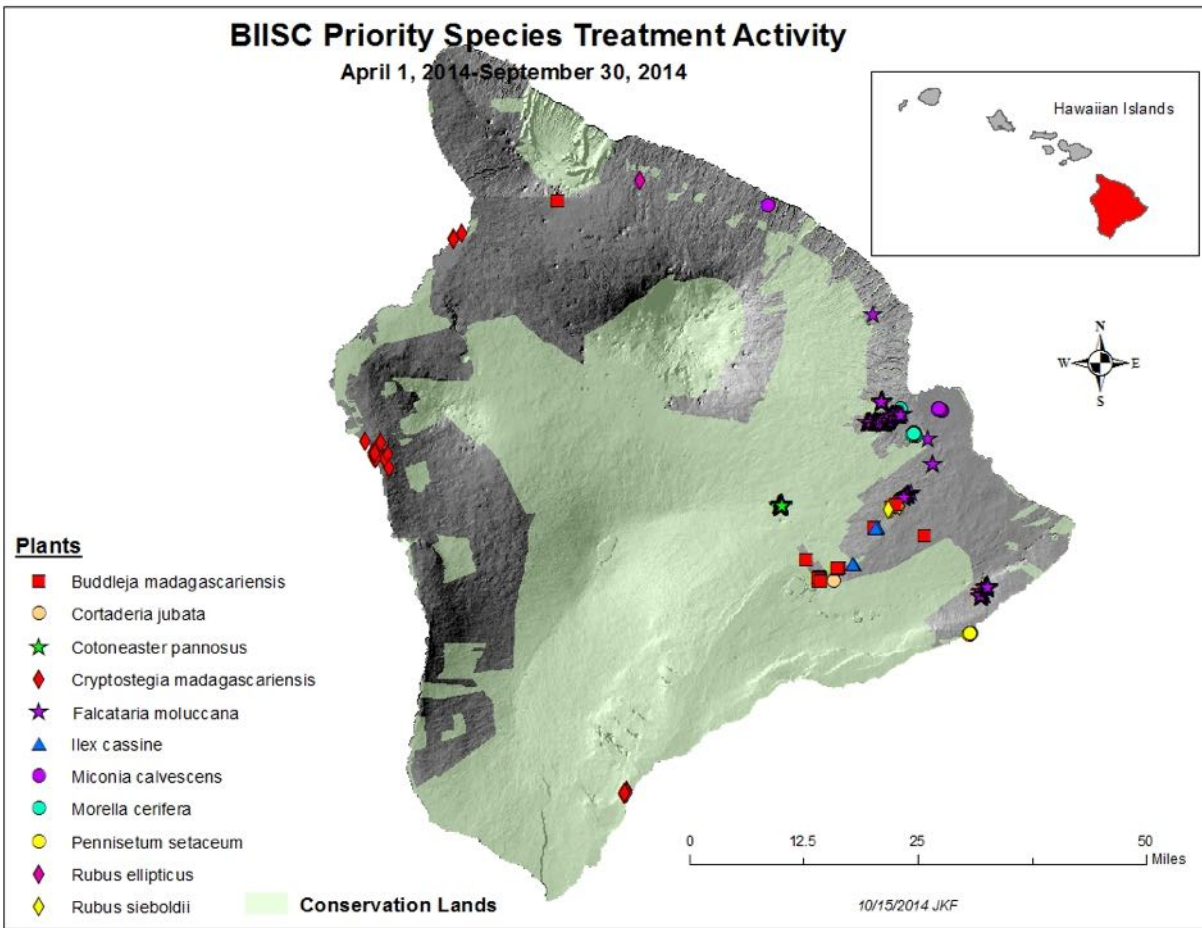 BIISC Priority Species Treatment Activity
April 1, 2014-September 30, 2014
Hawaiian Islands
N
W E
S
Plants
Buddleja madagascariensis
Cortaderia jubata
Cotoneaster pannosus
Cryptostegia madagascariensis
Falcataria moluccana
Ilex cassine
Miconia calvescens
Morella cerifera
Pennisetum setaceum
Rubus ellipticus
Rubus sieboldii
Conservation Lands
0 12.5 25 50
Miles
10/15/2014 JKF